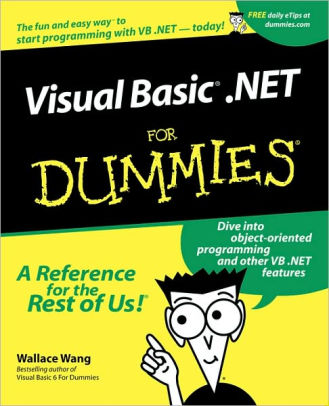 The fun and easy way™ to
start programming with VB .NET — today!
FREE daily eTips at
dummies.com
Visual Basic® .NET
FOR
DUMMIES®
Dive into
object-oriented
programming
and other VB .NET
features
A Reference
for the
Rest of Us!®
Wallace Wang
Bestselling author of
Visual Basic 6 For Dummies